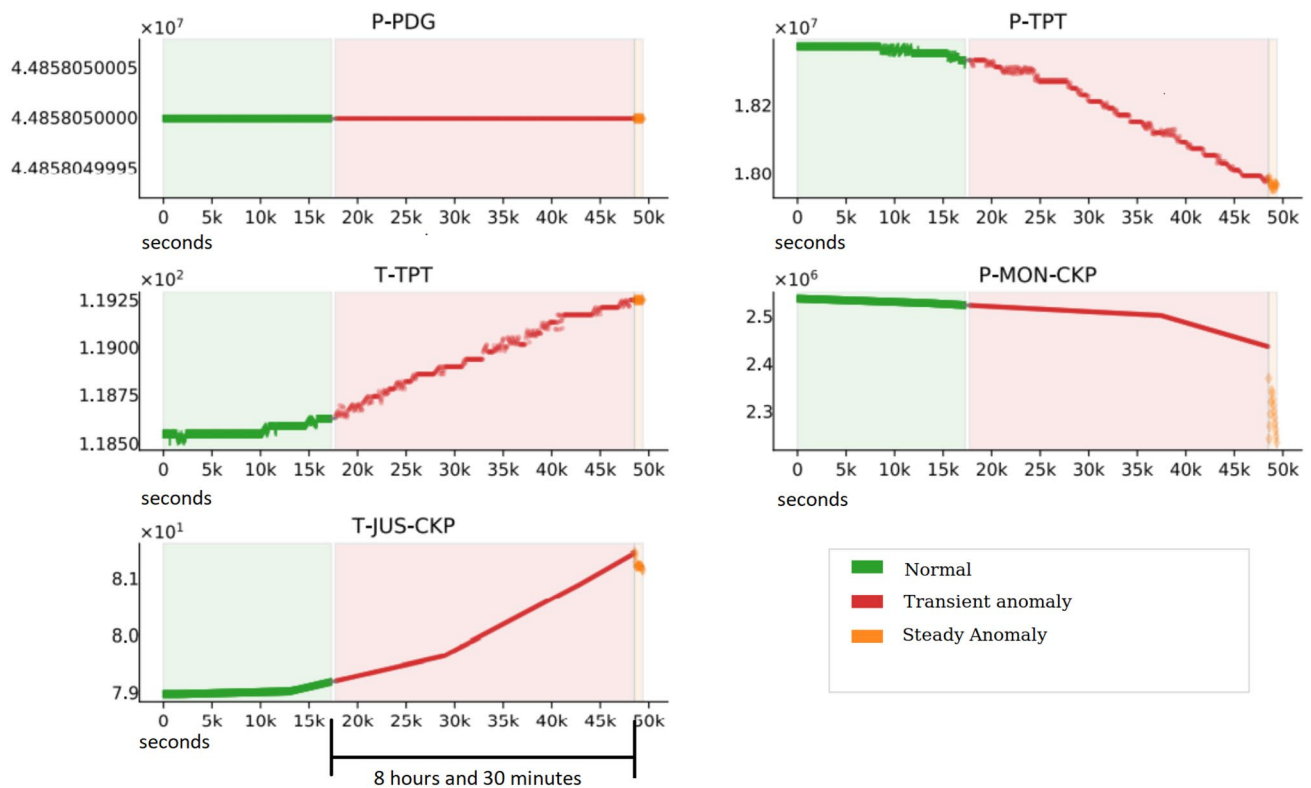 P-PDG
×10⁷
4.4858050005
4.4858050000
4.4858049995
0 5k 10k 15k 20k 25k 30k 35k 40k 45k 50k
seconds
P-TPT
×10⁷
1.82
1.80
0 5k 10k 15k 20k 25k 30k 35k 40k 45k 50k
seconds
T-TPT
×10²
1.1925
1.1900
1.1875
1.1850
0 5k 10k 15k 20k 25k 30k 35k 40k 45k 50k
seconds
P-MON-CKP
×10⁶
2.5
2.4
2.3
0 5k 10k 15k 20k 25k 30k 35k 40k 45k 50k
seconds
T-JUS-CKP
×10¹
8.1
8.0
7.9
0 5k 10k 15k 20k 25k 30k 35k 40k 45k 50k
seconds
8 hours and 30 minutes
Normal
Transient anomaly
Steady Anomaly